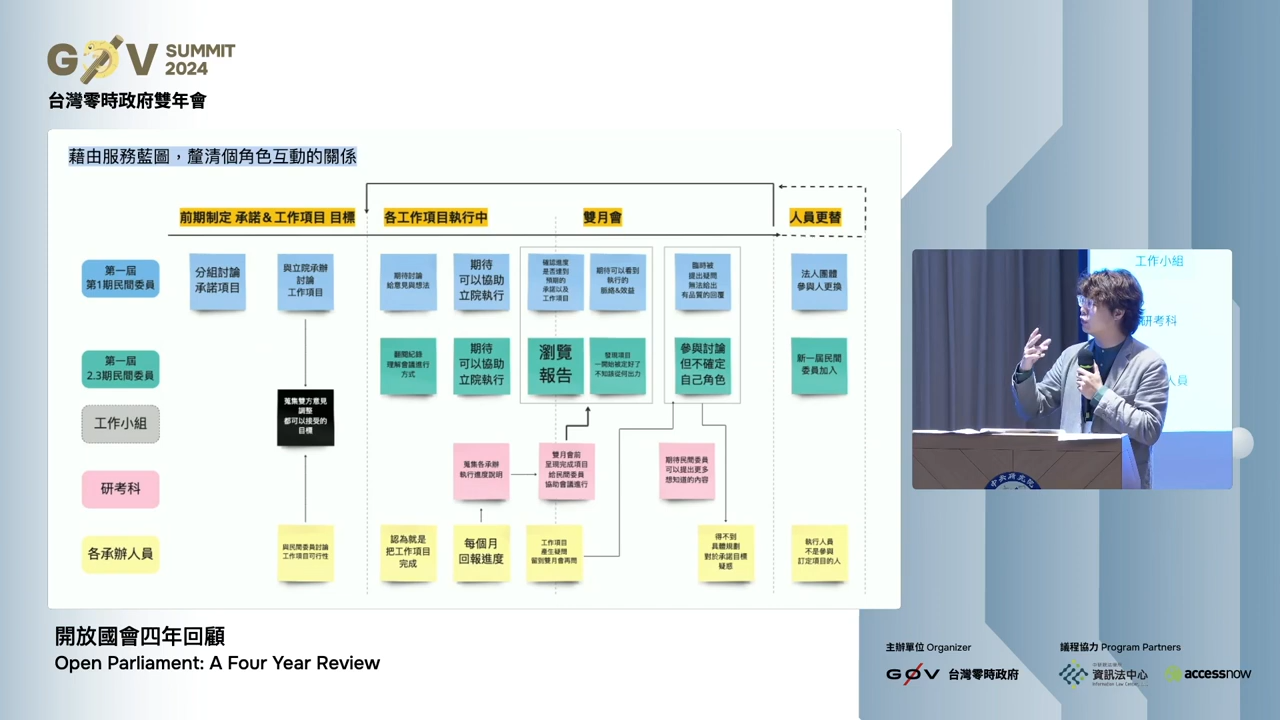 G0V SUMMIT
2024
台灣零時政府雙年會
藉由服務藍圖，釐清個角色互動的關係
前期制定 承諾＆工作項目 目標
各工作項目執行中
雙月會
人員更替
第一屆
第1期民間委員
分組討論
承諾項目
與立院承辦
討論
工作項目
期待討論
給意見與想法
期待
可以協助
立院執行
確認進度
是否達到
預期的
承諾以及
工作項目
期待可以看到
執行的
脈絡&效益
臨時被
提出疑問
無法給出
有品質的回覆
法人團體
參與人更換
第一屆
2.3期民間委員
翻閱紀錄
理解會議進行
方式
期待
可以協助
立院執行
瀏覽
報告
發現項目
一開始被定好了
不知該從何出力
參與討論
但不確定
自己角色
新一屆民間
委員加入
工作小組
蒐集雙方意見
調整
都可以接受的
目標
研考科
蒐集各承辦
執行進度說明
雙月會前
呈現完成項目
給民間委員
協助會議進行
期待民間委員
可以提出更多
想知道的內容
各承辦人員
與民間委員討論
工作項目可行性
認為就是
把工作項目
完成
每個月
回報進度
工作項目
產生疑問
留到雙月會再問
得不到
具體規劃
對於承諾目標
疑惑
執行人員
不是參與
訂定項目的人
工作小組
研考科
人員
中央研究院
開放國會四年回顧
Open Parliament: A Four Year Review
主辦單位 Organizer
G0V 台灣零時政府
議程協力 Program Partners
資訊法中心
Information Law Center
accessnow